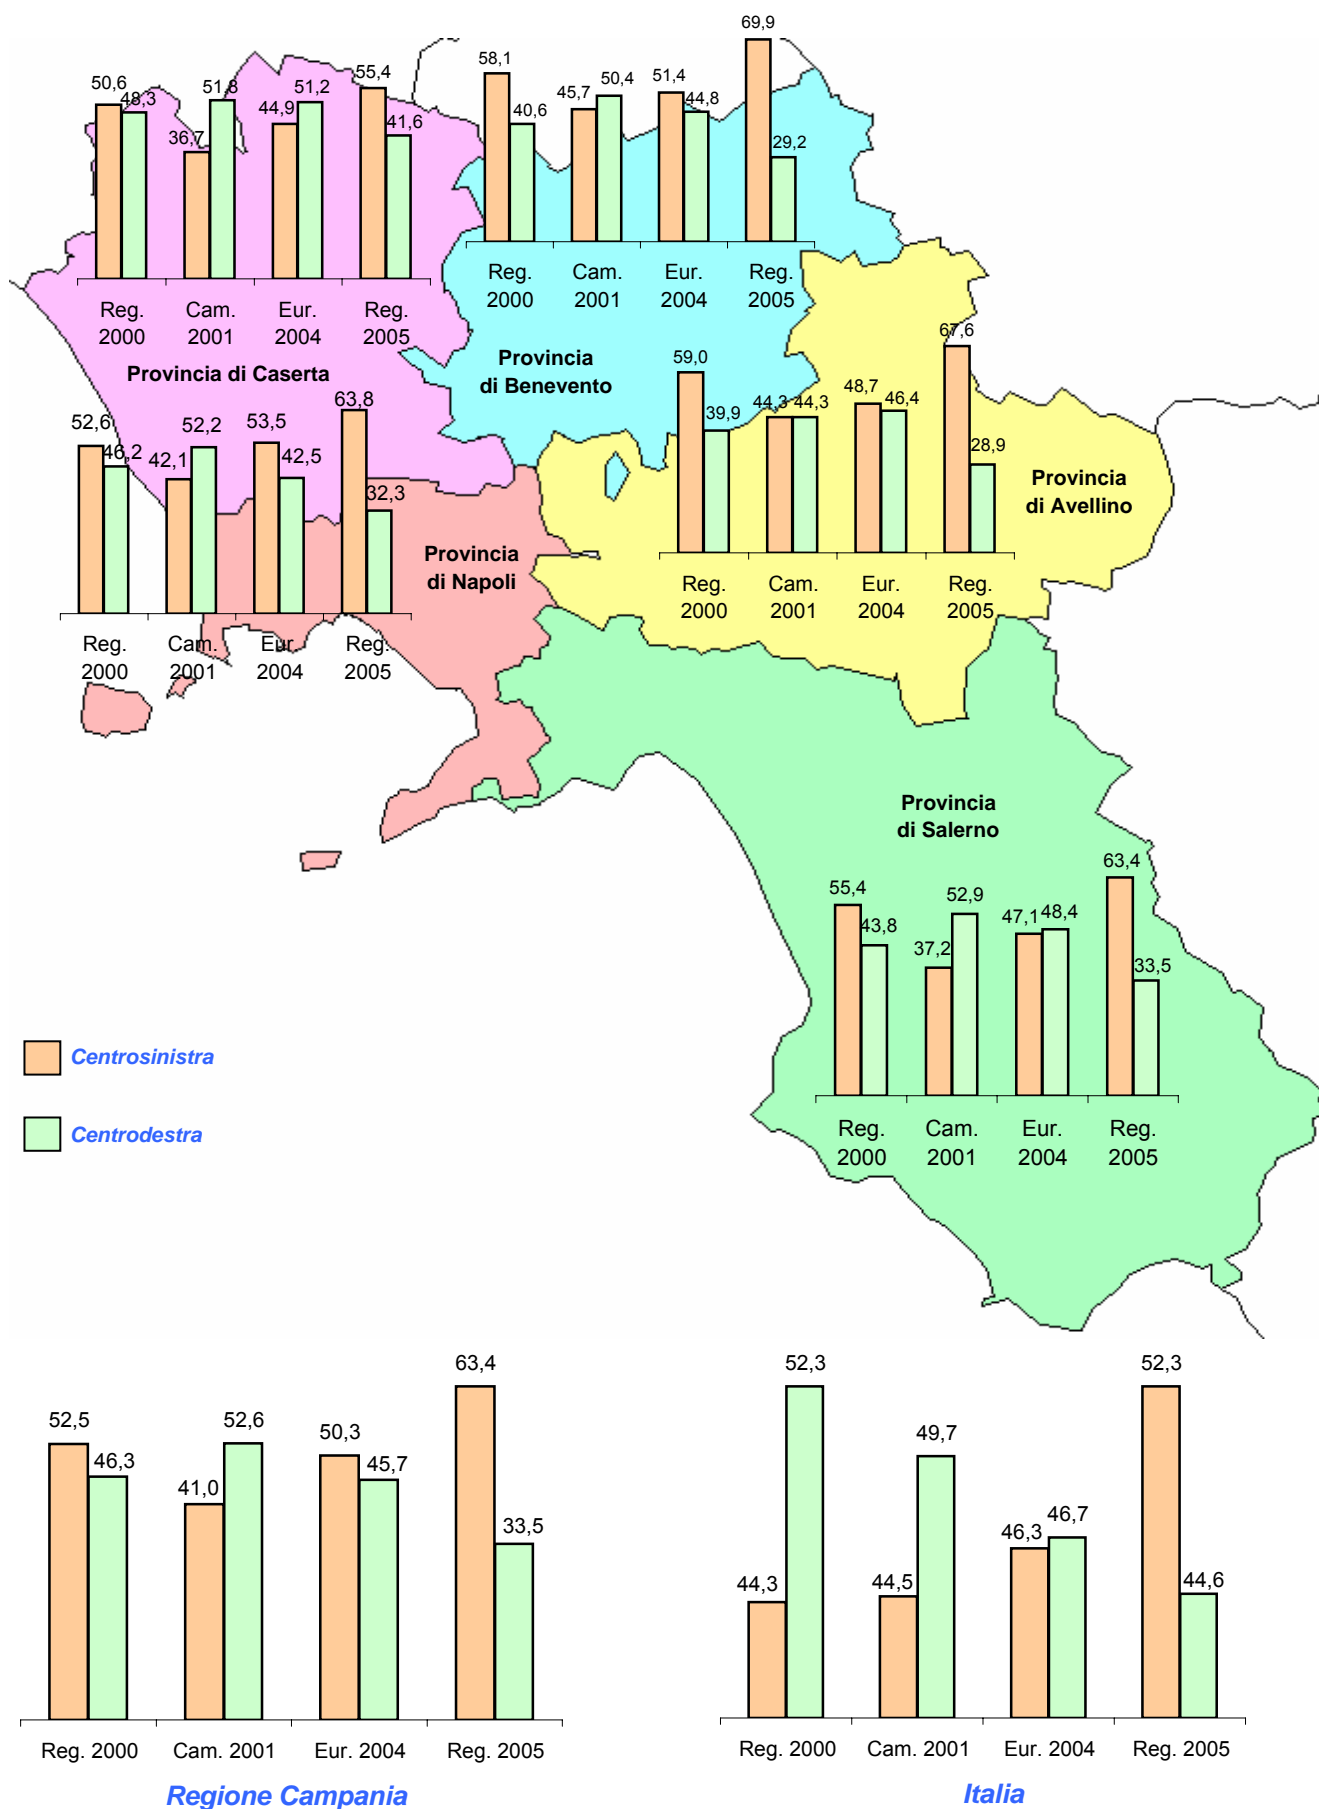 50,6 48,3 36,7 51,8 44,9 51,2 55,4 41,6
Reg. Cam. Eur. Reg.
2000 2001 2004 2005
Provincia di Caserta
58,1 40,6 45,7 50,4 51,4 44,8 69,9 29,2
Reg. Cam. Eur. Reg.
2000 2001 2004 2005
Provincia
di Benevento
59,0 39,9 44,3 44,3 48,7 46,4 67,6 28,9
Reg. Cam. Eur. Reg.
2000 2001 2004 2005
Provincia
di Avellino
52,6 46,2 42,1 52,2 53,5 42,5 63,8 32,3
Reg. Cam. Eur. Reg.
2000 2001 2004 2005
Provincia
di Napoli
Provincia
di Salerno
55,4 43,8 37,2 52,9 47,1 48,4 63,4 33,5
Reg. Cam. Eur. Reg.
2000 2001 2004 2005
Centrosinistra
Centrodestra
52,5 46,3 41,0 52,6 50,3 45,7 63,4 33,5
Reg. 2000 Cam. 2001 Eur. 2004 Reg. 2005
Regione Campania
44,3 52,3 44,5 49,7 46,3 46,7 52,3 44,6
Reg. 2000 Cam. 2001 Eur. 2004 Reg. 2005
Italia